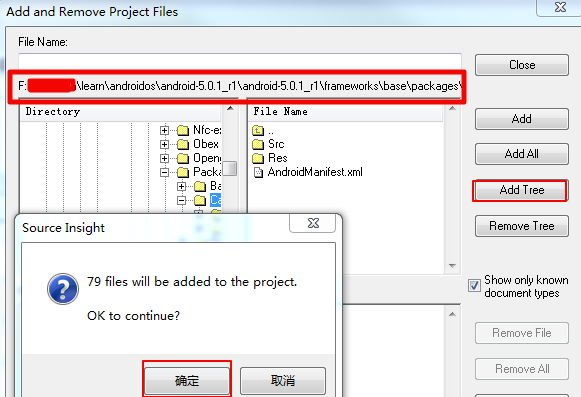 Add and Remove Project Files
File Name:
Close
F:\learn\androidos\android-5.0.1_r1\android-5.0.1_r1\frameworks\base\packages\
Directory
File Name
Nfc-ex
Obex
Openg
Packa
Ba
Ca
..
Src
Res
AndroidManifest.xml
Add
Add All
Add Tree
Remove Tree
Show only known
document types
Remove File
Remove All
Source Insight
79 files will be added to the project.
OK to continue?
确定
取消